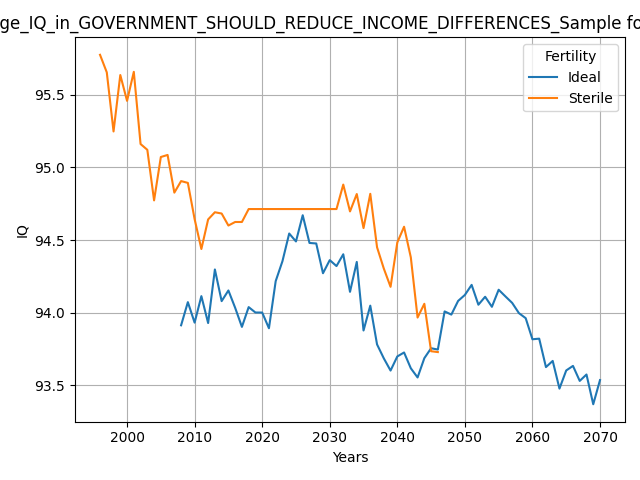 ge_IQ_in_GOVERNMENT_SHOULD_REDUCE_INCOME_DIFFERENCES_Sample fo
Fertility
Ideal
Sterile
95.5
95.0
94.5
94.0
93.5
IQ
2000 2010 2020 2030 2040 2050 2060 2070
Years